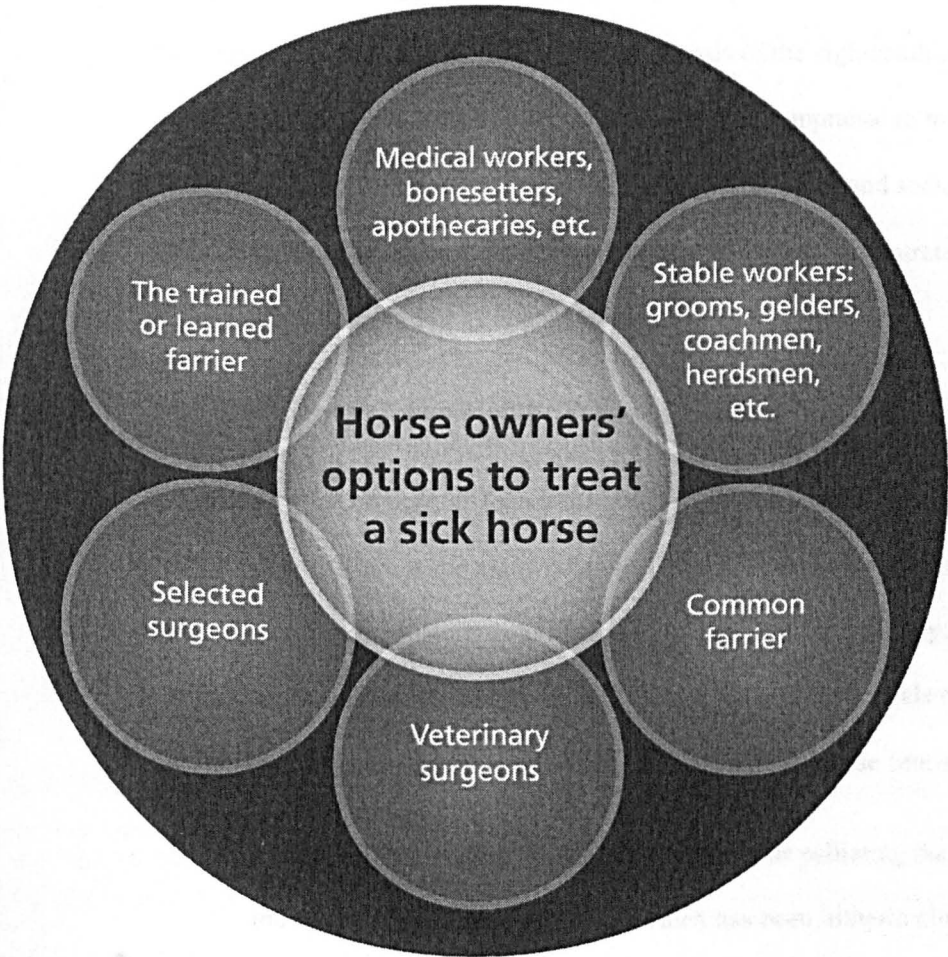 Medical workers,
bonesetters,
apothecaries, etc.
Stable workers:
grooms, gelders,
coachmen,
herdsmen,
etc.
Common
farrier
Veterinary
surgeons
Selected
surgeons
The trained
or learned
farrier
Horse owners’
options to treat
a sick horse